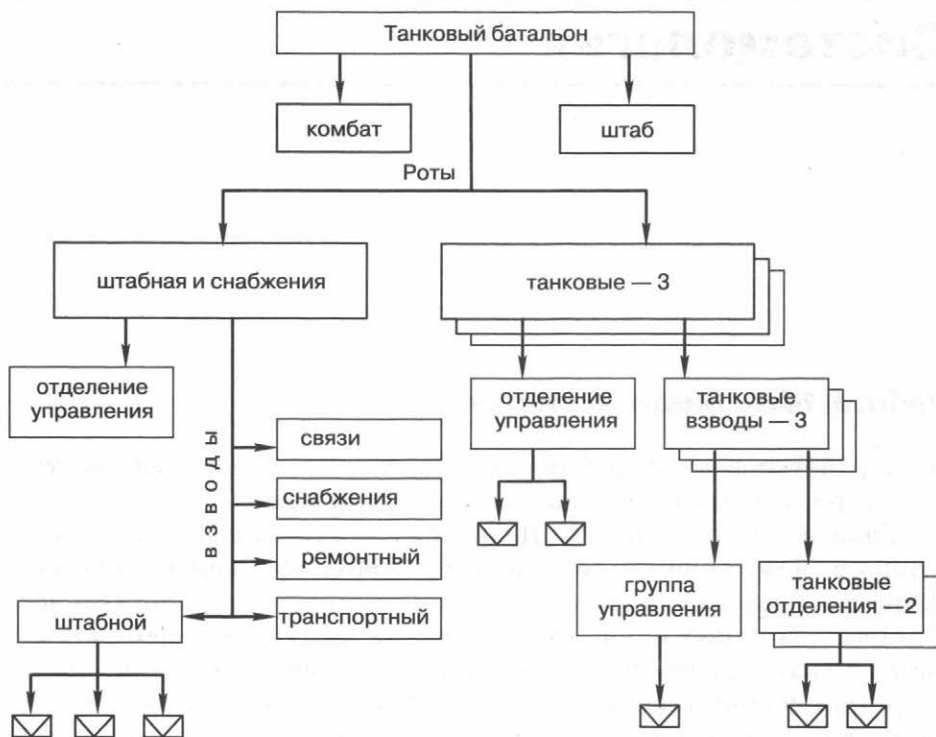 Танковый батальон
комбат
штаб
Роты
штабная и снабжения
танковые — 3
отделение
управления
отделение
управления
танковые
взводы — 3
взводы
связи
снабжения
ремонтный
транспортный
штабной
группа
управления
танковые
отделения —2